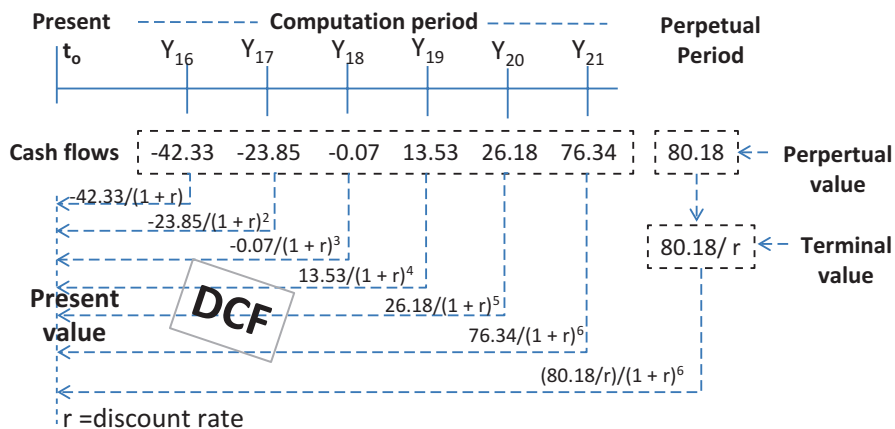 Present Computation period Perpetual
t₀ Y₁₆ Y₁₇ Y₁₈ Y₁₉ Y₂₀ Y₂₁ Period
Cash flows -42.33 -23.85 -0.07 13.53 26.18 76.34 80.18 Perpertual
value
-42.33/(1 + r)
-23.85/(1 + r)²
-0.07/(1 + r)³
80.18/ r Terminal
value
13.53/(1 + r)⁴
DCF
26.18/(1 + r)⁵
Present
value
76.34/(1 + r)⁶
(80.18/r)/(1 + r)⁶
r =discount rate